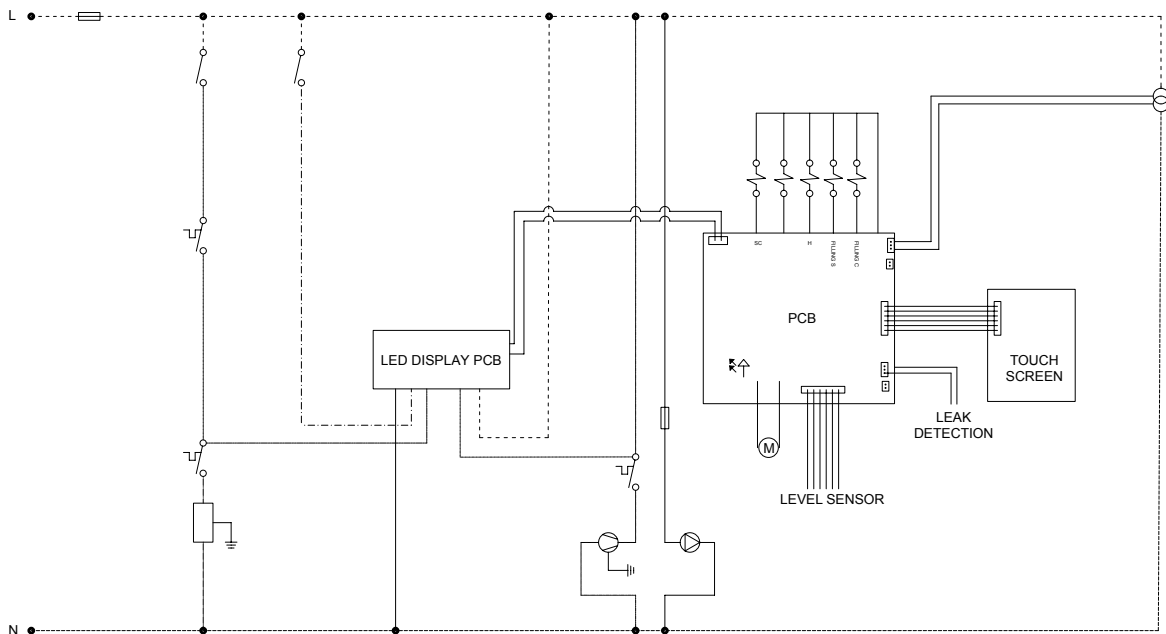 L
SC
H
FILLING S
FILLING C
PCB
LED DISPLAY PCB
TOUCH
SCREEN
LEAK
DETECTION
M
LEVEL SENSOR
N